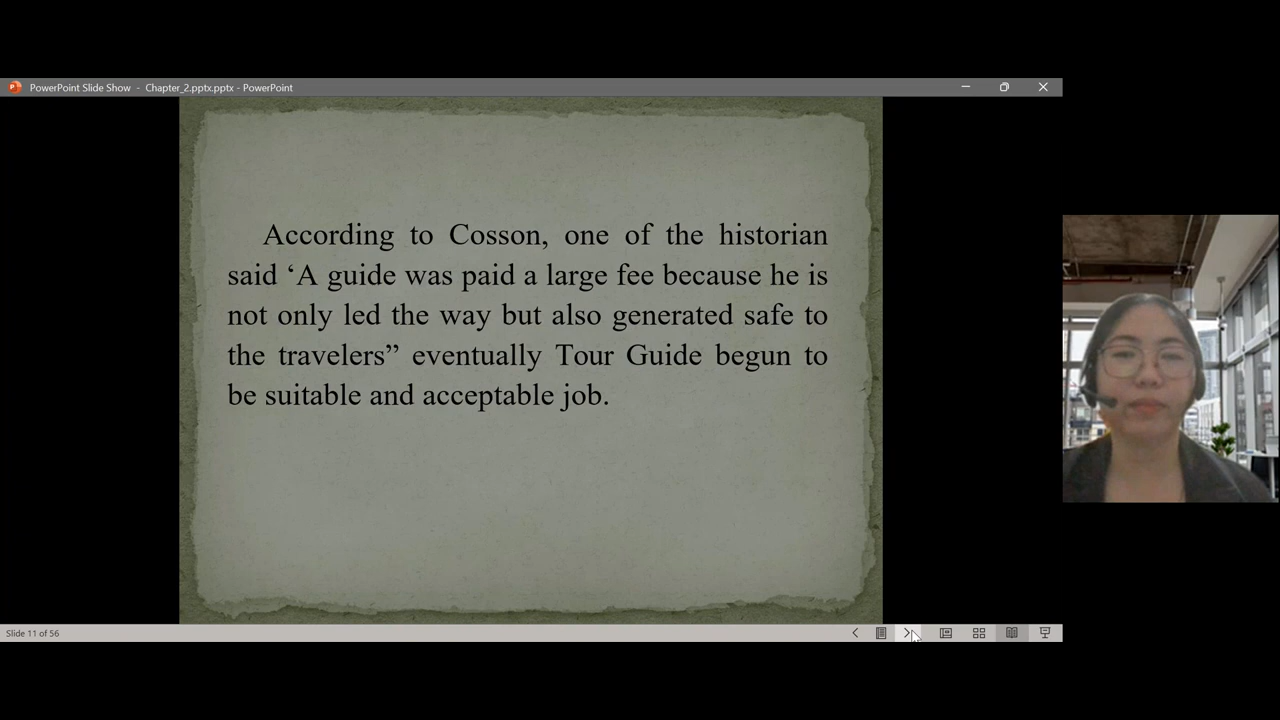 PowerPoint Slide Show - Chapter_2.pptx.pptx - PowerPoint
According to Cosson, one of the historian
said ‘A guide was paid a large fee because he is
not only led the way but also generated safe to
the travelers” eventually Tour Guide begun to
be suitable and acceptable job.
Slide 11 of 56